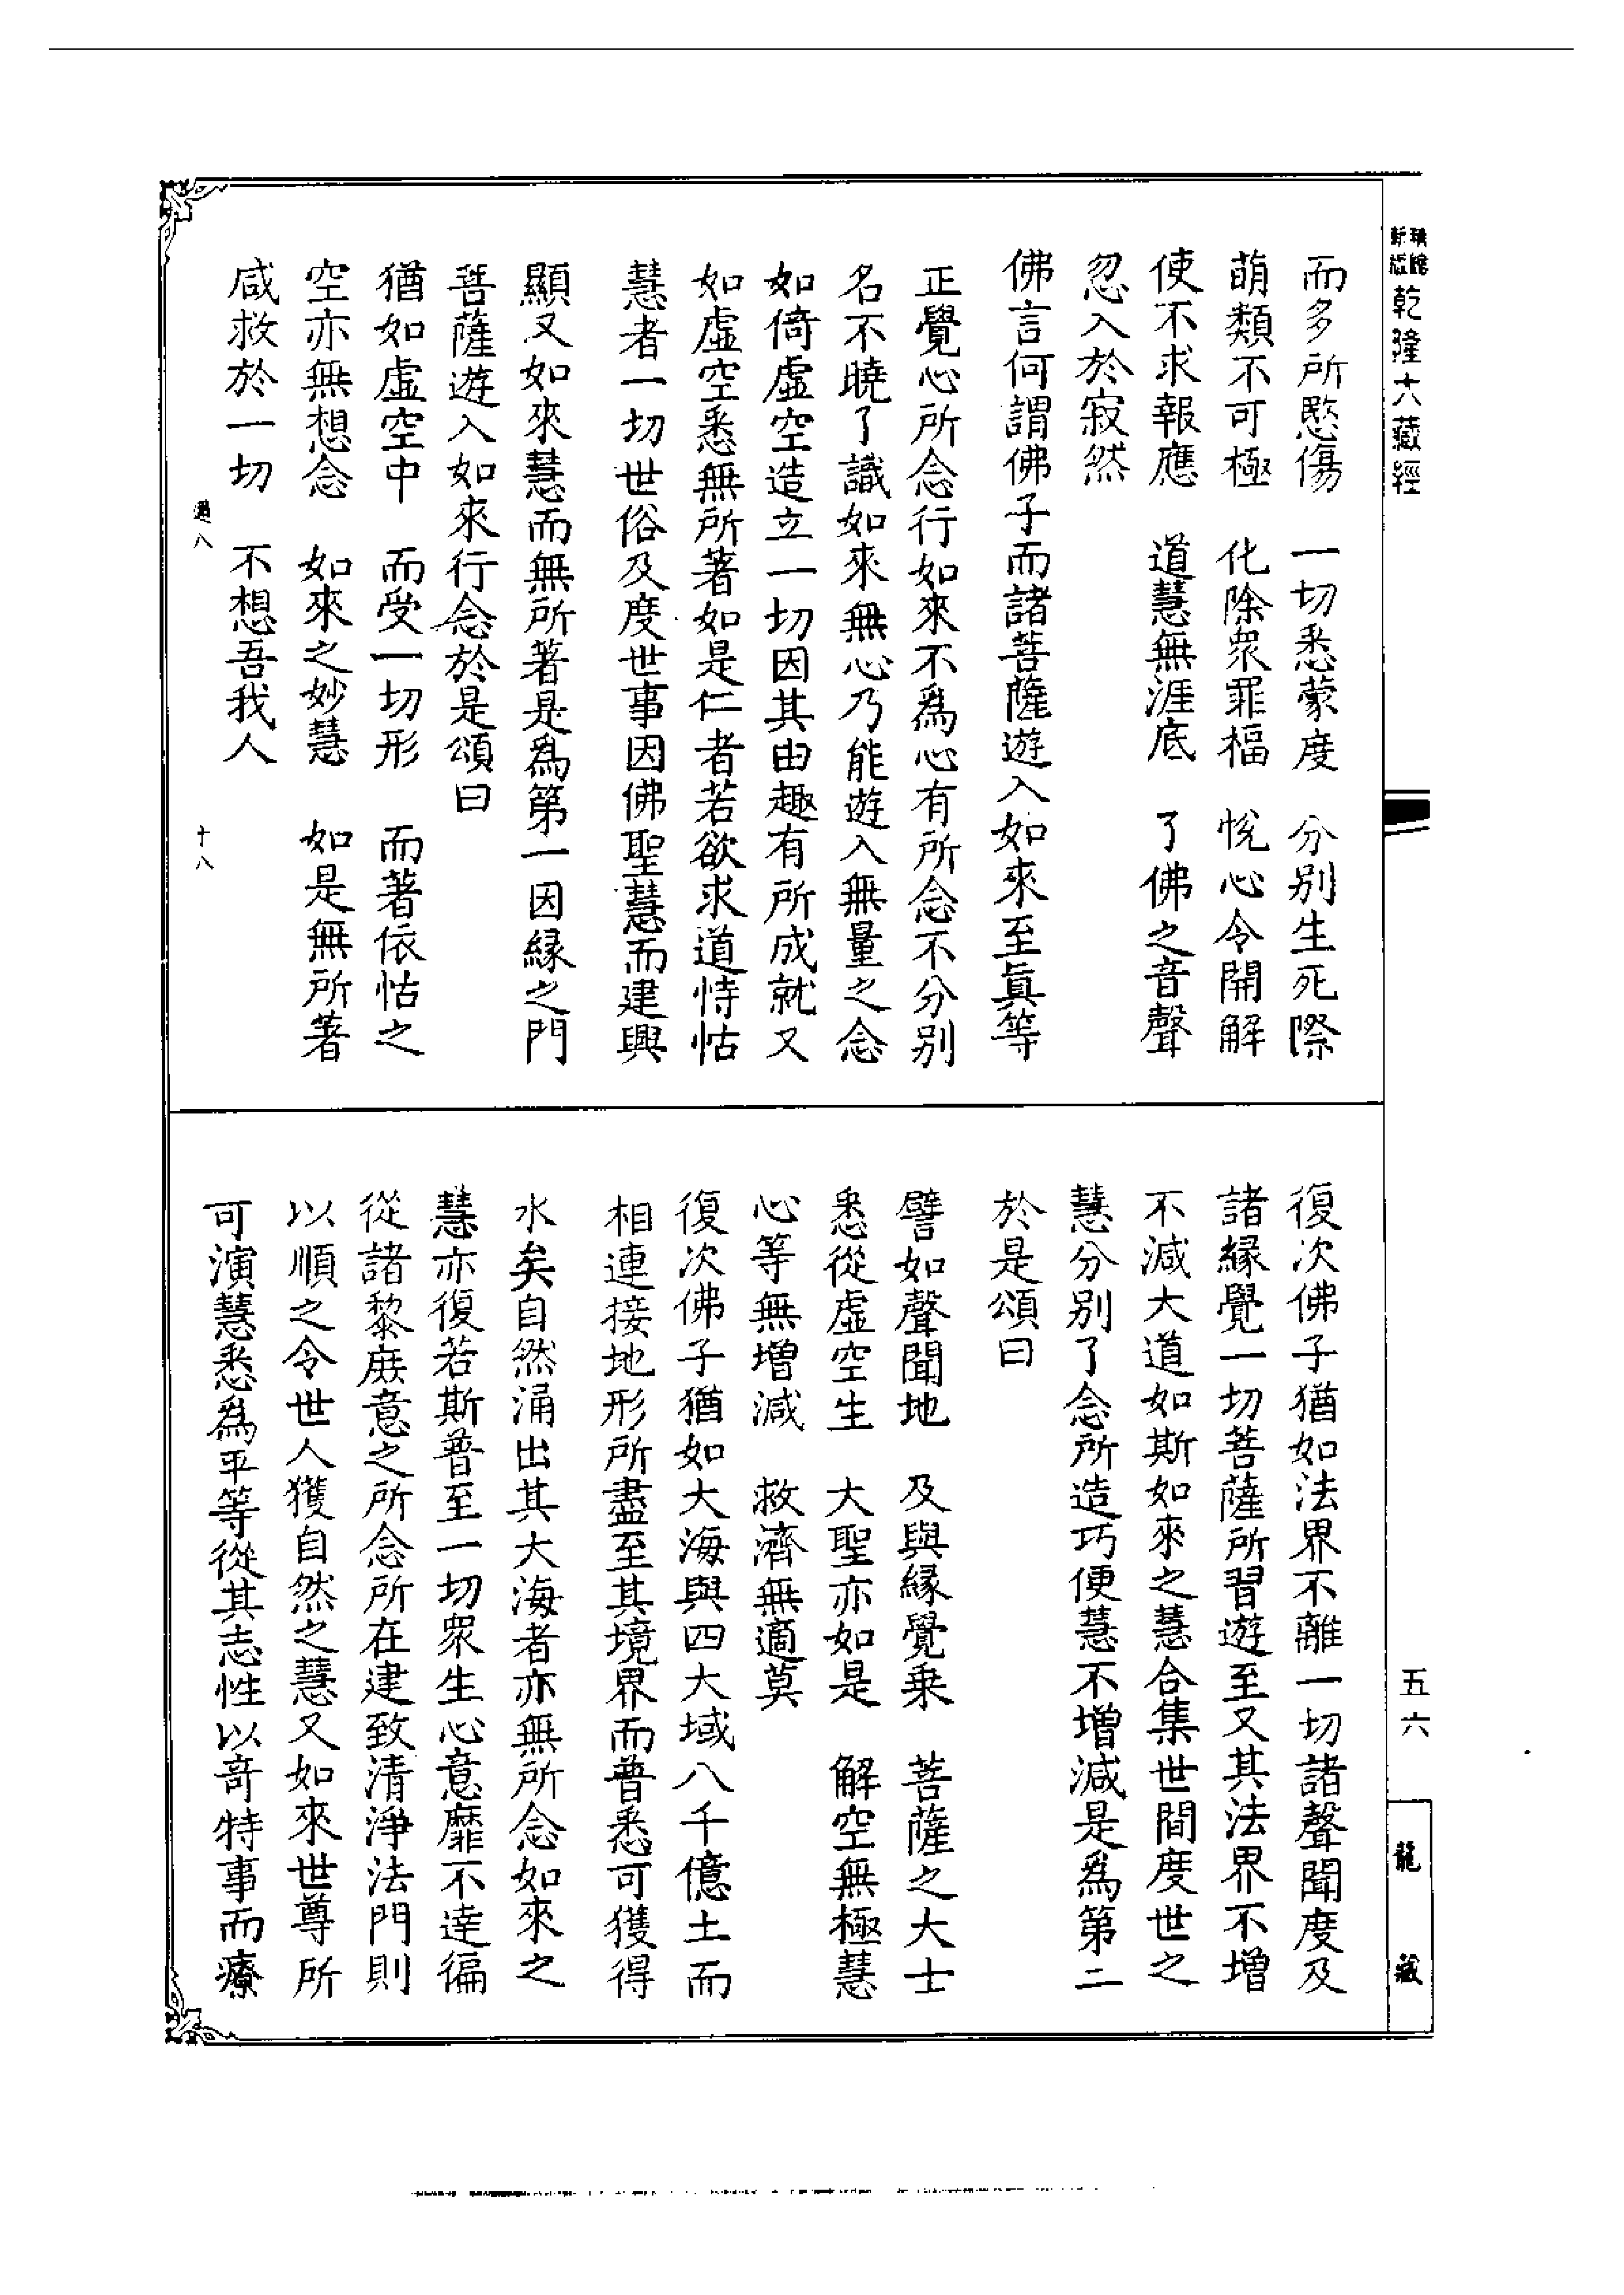 乾隆大藏經
而多所愍傷　一切悉蒙度　分别生死際
萌類不可極　化除衆罪福　悅心令開解
使不求報應　道慧無涯底　了佛之音聲
忽入於寂然
佛言何謂佛子而諸菩薩遊入如來至眞等
正覺心所念行如來不爲心有所念不分别
名不曉了識如來無心乃能遊入無量之念
如倚虛空造立一切因其由趣有所成就又
如虛空悉無所著如是仁者若欲求道恃怙
慧者一切世俗及度世事因佛聖慧而建興
顯又如來慧而無所著是爲第一因縁之門
菩薩遊入如來行念於是頌曰
猶如虛空中　而受一切形　而著依怙之
空亦無想念　如來之妙慧　如是無所著
咸救於一切　不想吾我人
八　十八
復次佛子猶如法界不離一切諸聲聞度及
諸縁覺一切菩薩所習遊至又其法界不增
不減大道如斯如來之慧合集世間度世之
慧分别了念所造巧便慧不增減是爲第二
於是頌曰
譬如聲聞地　及與縁覺乗　菩薩之大士
悉從虛空生　大聖亦如是　解空無極慧
心等無增減　救濟無適莫
復次佛子猶如大海與四大域八千億土而
相連接地形所盡至其境界而普悉可獲得
水矣自然涌出其大海者亦無所念如來之
慧亦復若斯普至一切衆生心意靡不達徧
從諸黎庶意之所念所在建致清淨法門則
以順之令世人獲自然之慧又如來世尊所
可演慧悉爲平等從其志性以竒特事而療
五六
龍藏